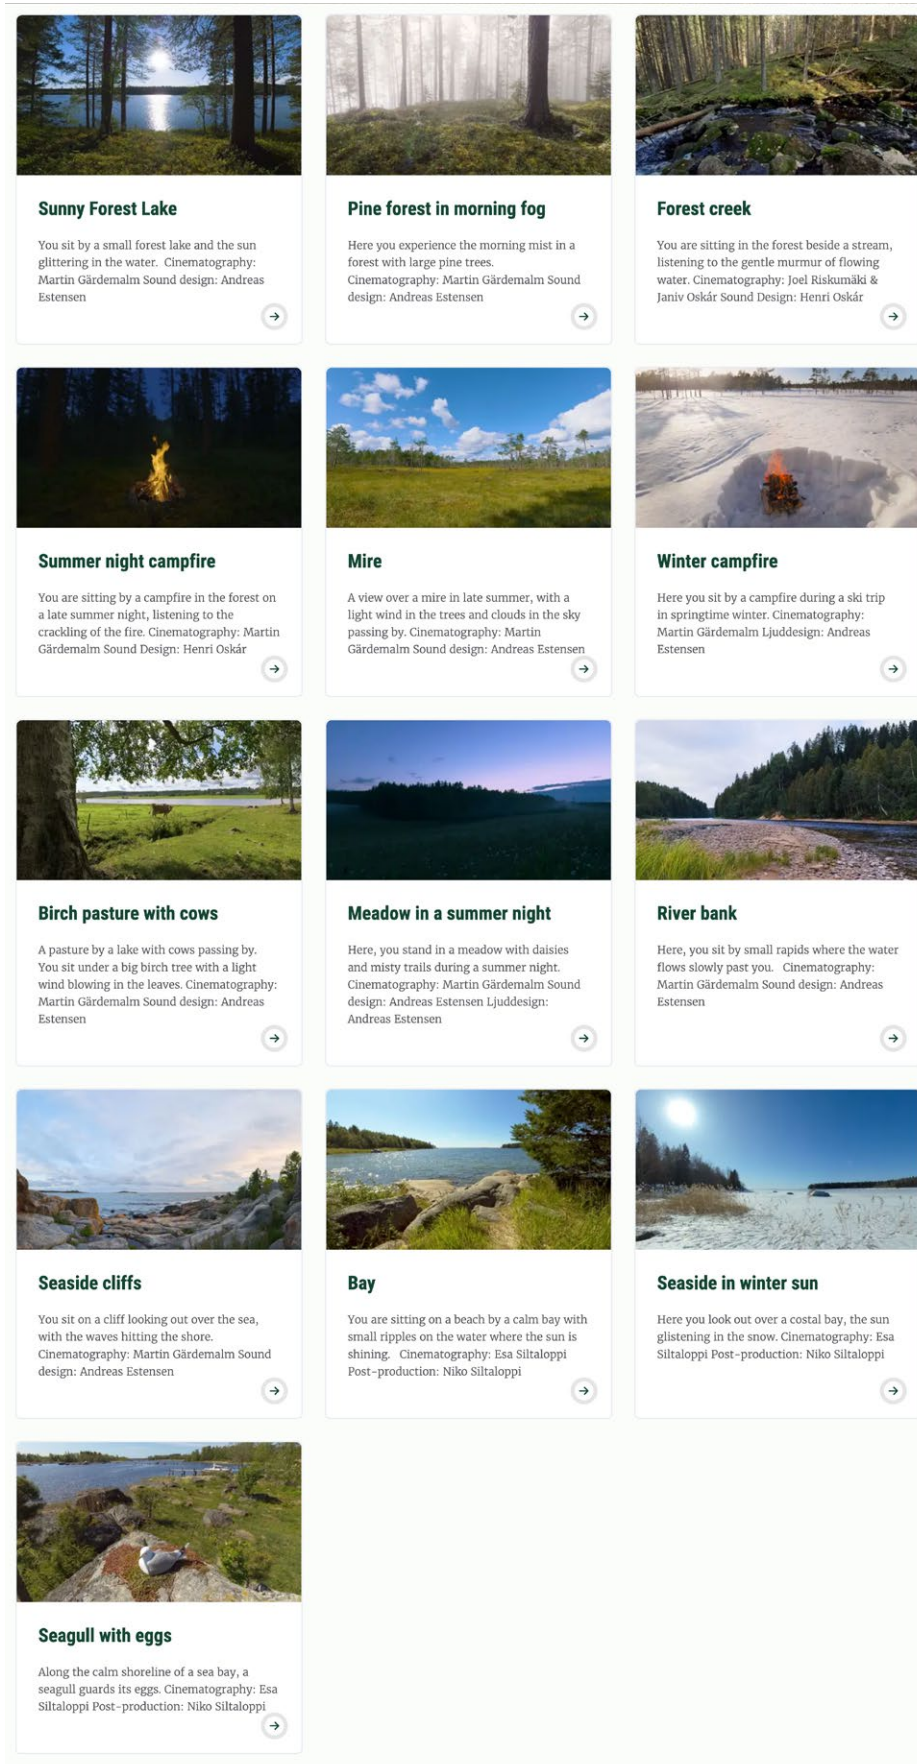 Sunny Forest Lake
You sit by a small forest lake and the sun
glittering in the water. Cinematography:
Martin Gärdemalm Sound design: Andreas
Estensen
Pine forest in morning fog
Here you experience the morning mist in a
forest with large pine trees.
Cinematography: Martin Gärdemalm Sound
design: Andreas Estensen
Forest creek
You are sitting in the forest beside a stream,
listening to the gentle murmur of flowing
water. Cinematography: Joel Riskumäki &
Janiv Oskár Sound Design: Henri Oskár
Summer night campfire
You are sitting by a campfire in the forest on
a late summer night, listening to the
crackling of the fire. Cinematography: Martin
Gärdemalm Sound Design: Henri Oskár
Mire
A view over a mire in late summer, with a
light wind in the trees and clouds in the sky
passing by. Cinematography: Martin
Gärdemalm Sound design: Andreas Estensen
Winter campfire
Here you sit by a campfire during a ski trip
in springtime winter. Cinematography:
Martin Gärdemalm Ljuddesign: Andreas
Estensen
Birch pasture with cows
A pasture by a lake with cows passing by.
You sit under a big birch tree with a light
wind blowing in the leaves. Cinematography:
Martin Gärdemalm Sound design: Andreas
Estensen
Meadow in a summer night
Here, you stand in a meadow with daisies
and misty trails during a summer night.
Cinematography: Martin Gärdemalm Sound
design: Andreas Estensen Ljuddesign:
Andreas Estensen
River bank
Here, you sit by small rapids where the water
flows slowly past you. Cinematography:
Martin Gärdemalm Sound design: Andreas
Estensen
Seaside cliffs
You sit on a cliff looking out over the sea,
with the waves hitting the shore.
Cinematography: Martin Gärdemalm Sound
design: Andreas Estensen
Bay
You are sitting on a beach by a calm bay with
small ripples on the water where the sun is
shining. Cinematography: Esa Siltaloppi
Post-production: Niko Siltaloppi
Seaside in winter sun
Here you look out over a costal bay, the sun
glistening in the snow. Cinematography: Esa
Siltaloppi Post-production: Niko Siltaloppi
Seagull with eggs
Along the calm shoreline of a sea bay, a
seagull guards its eggs. Cinematography: Esa
Siltaloppi Post-production: Niko Siltaloppi